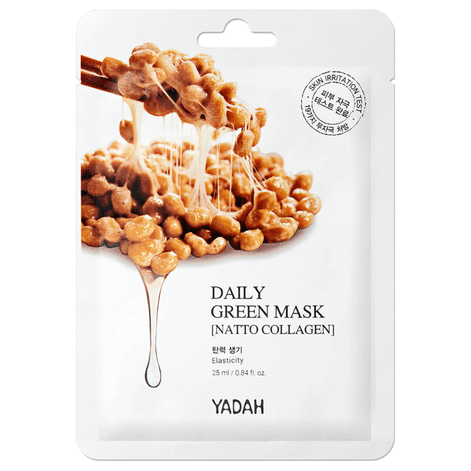 SKIN IRRITATION TEST
피부 자극
테스트 완료
DAILY
GREEN MASK
[NATTO COLLAGEN]
탄력 생기
Elasticity
25 ml / 0.84 fl. oz.
YADAH